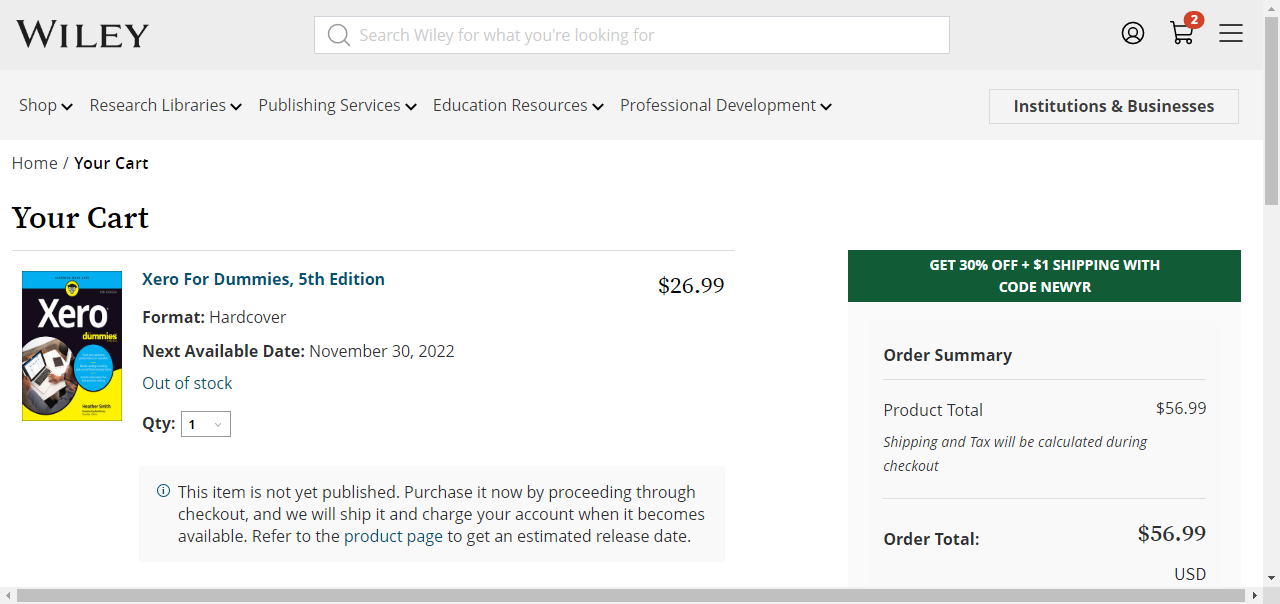 WILEY
Search Wiley for what you're looking for
2
Shop
Research Libraries
Publishing Services
Education Resources
Professional Development
Institutions & Businesses
Home / Your Cart
Your Cart
Xero
dummies
Heather Smith
Xero For Dummies, 5th Edition
$26.99
Format: Hardcover
Next Available Date: November 30, 2022
Out of stock
Qty: 1
This item is not yet published. Purchase it now by proceeding through
checkout, and we will ship it and charge your account when it becomes
available. Refer to the product page to get an estimated release date.
GET 30% OFF + $1 SHIPPING WITH
CODE NEWYR
Order Summary
Product Total
$56.99
Shipping and Tax will be calculated during
checkout
Order Total:
$56.99
USD